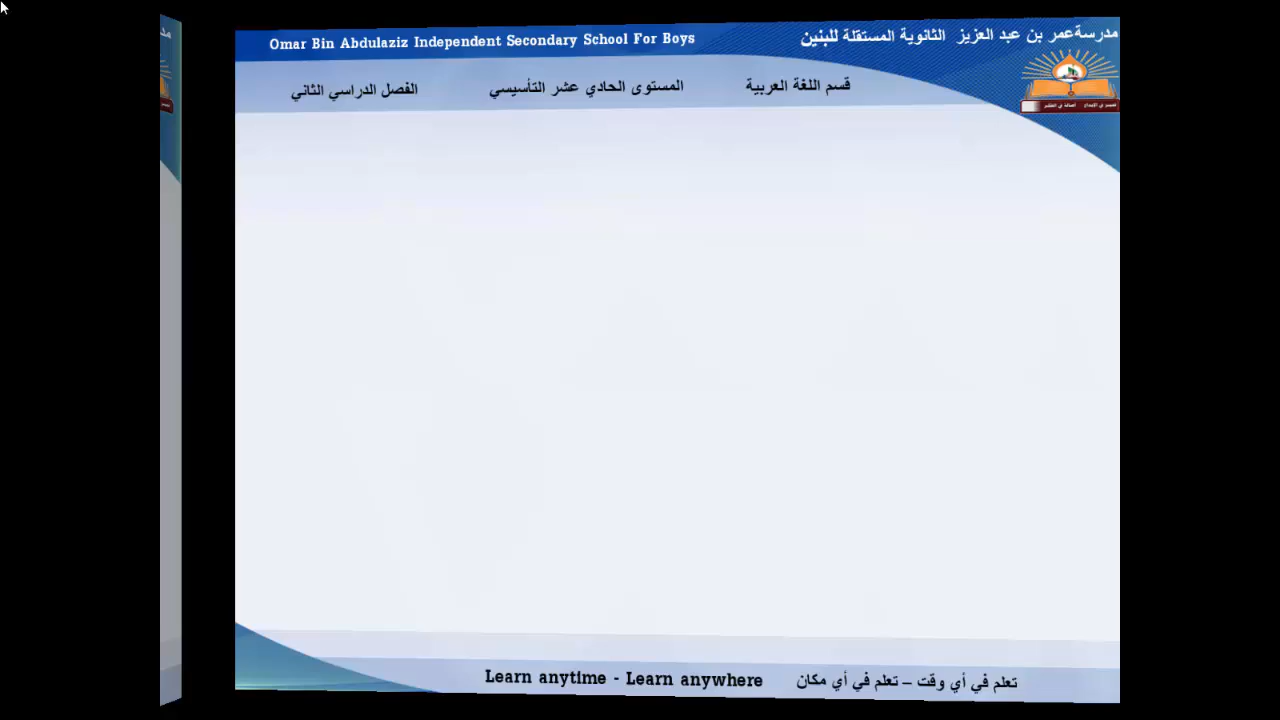 Omar Bin Abdulaziz Independent Secondary School For Boys
مدرسةعمر بن عبد العزيز الثانوية المستقلة للبنين
قسم اللغة العربية
المستوى الحادي عشر التأسيسي
الفصل الدراسي الثاني
Learn anytime - Learn anywhere
تعلم في أي وقت – تعلم في أي مكان